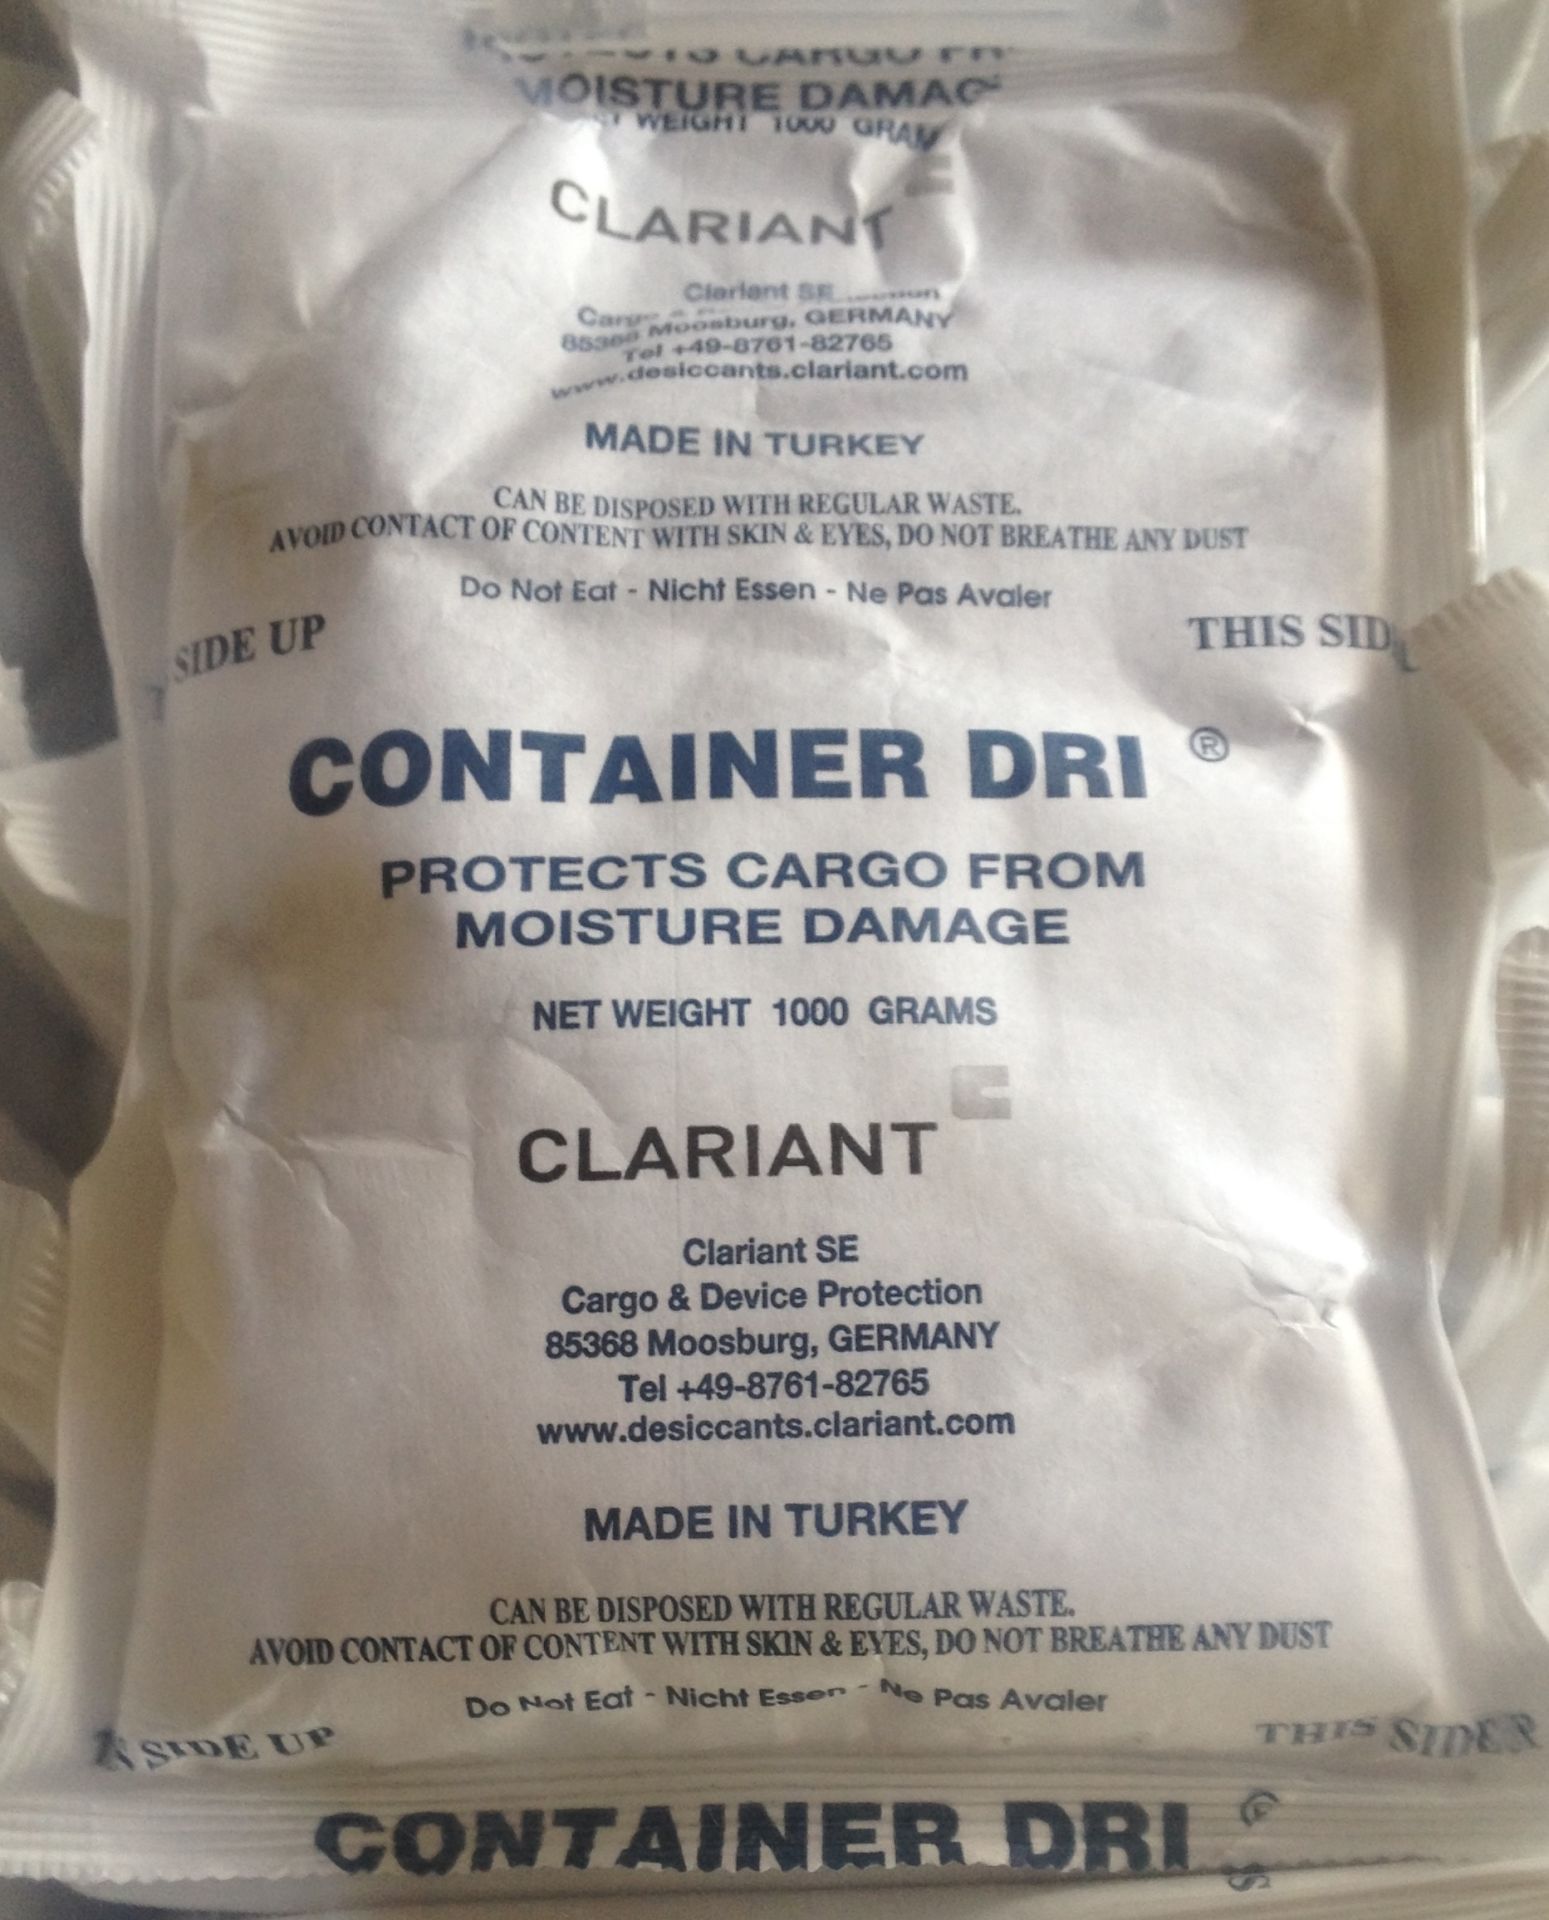 MOISTURE DAMAG
WEIGHT 1000 GRAM
CLARIANT
Clariant SE
Moosburg, GERMANY
Tel +49-8761-82765
www.desiccants.clariant.com
MADE IN TURKEY
CAN BE DISPOSED WITH REGULAR WASTE.
AVOID CONTACT OF CONTENT WITH SKIN & EYES, DO NOT BREATHE ANY DUST
Do Not Eat - Nicht Essen - Ne Pas Avaler
SIDE UP THIS SIDE
CONTAINER DRI ®
PROTECTS CARGO FROM
MOISTURE DAMAGE
NET WEIGHT 1000 GRAMS
CLARIANT
Clariant SE
Cargo & Device Protection
85368 Moosburg, GERMANY
Tel +49-8761-82765
www.desiccants.clariant.com
MADE IN TURKEY
CAN BE DISPOSED WITH REGULAR WASTE.
AVOID CONTACT OF CONTENT WITH SKIN & EYES, DO NOT BREATHE ANY DUST
Do Not Eat - Nicht Essen - Ne Pas Avaler
SIDE UP THIS SIDE
CONTAINER DRI